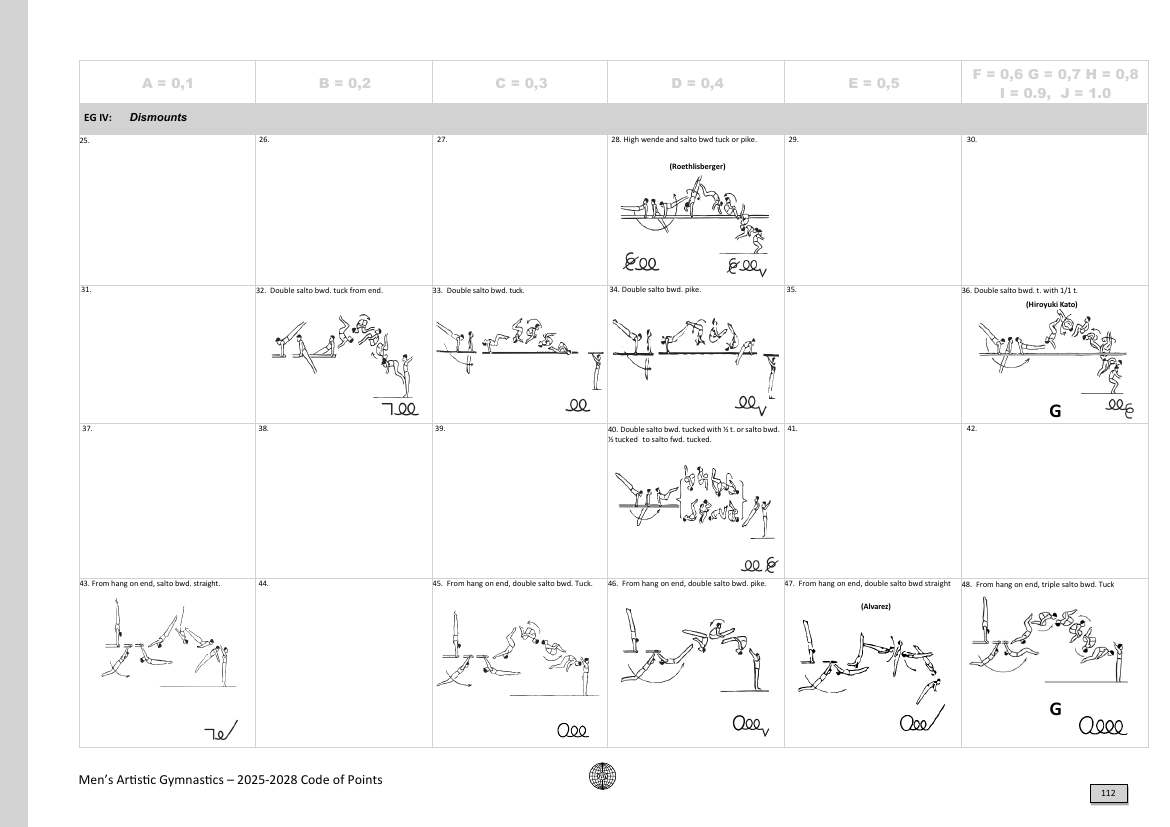 A = 0,1
B = 0,2
C = 0,3
D = 0,4
E = 0,5
F = 0,6 G = 0,7 H = 0,8
I = 0.9, J = 1.0
EG IV: Dismounts
25.
26.
27.
28. High wende and salto bwd tuck or pike.
(Roethlisberger)
29.
30.
31.
32. Double salto bwd. tuck from end.
33. Double salto bwd. tuck.
34. Double salto bwd. pike.
35.
36. Double salto bwd. t. with 1/1 t.
(Hiroyuki Kato)
G
37.
38.
39.
40. Double salto bwd. tucked with ½ t. or salto bwd.
½ tucked to salto fwd. tucked.
41.
42.
43. From hang on end, salto bwd. straight.
44.
45. From hang on end, double salto bwd. Tuck.
46. From hang on end, double salto bwd. pike.
47. From hang on end, double salto bwd straight
(Alvarez)
48. From hang on end, triple salto bwd. Tuck
G
Men's Artistic Gymnastics – 2025-2028 Code of Points
112